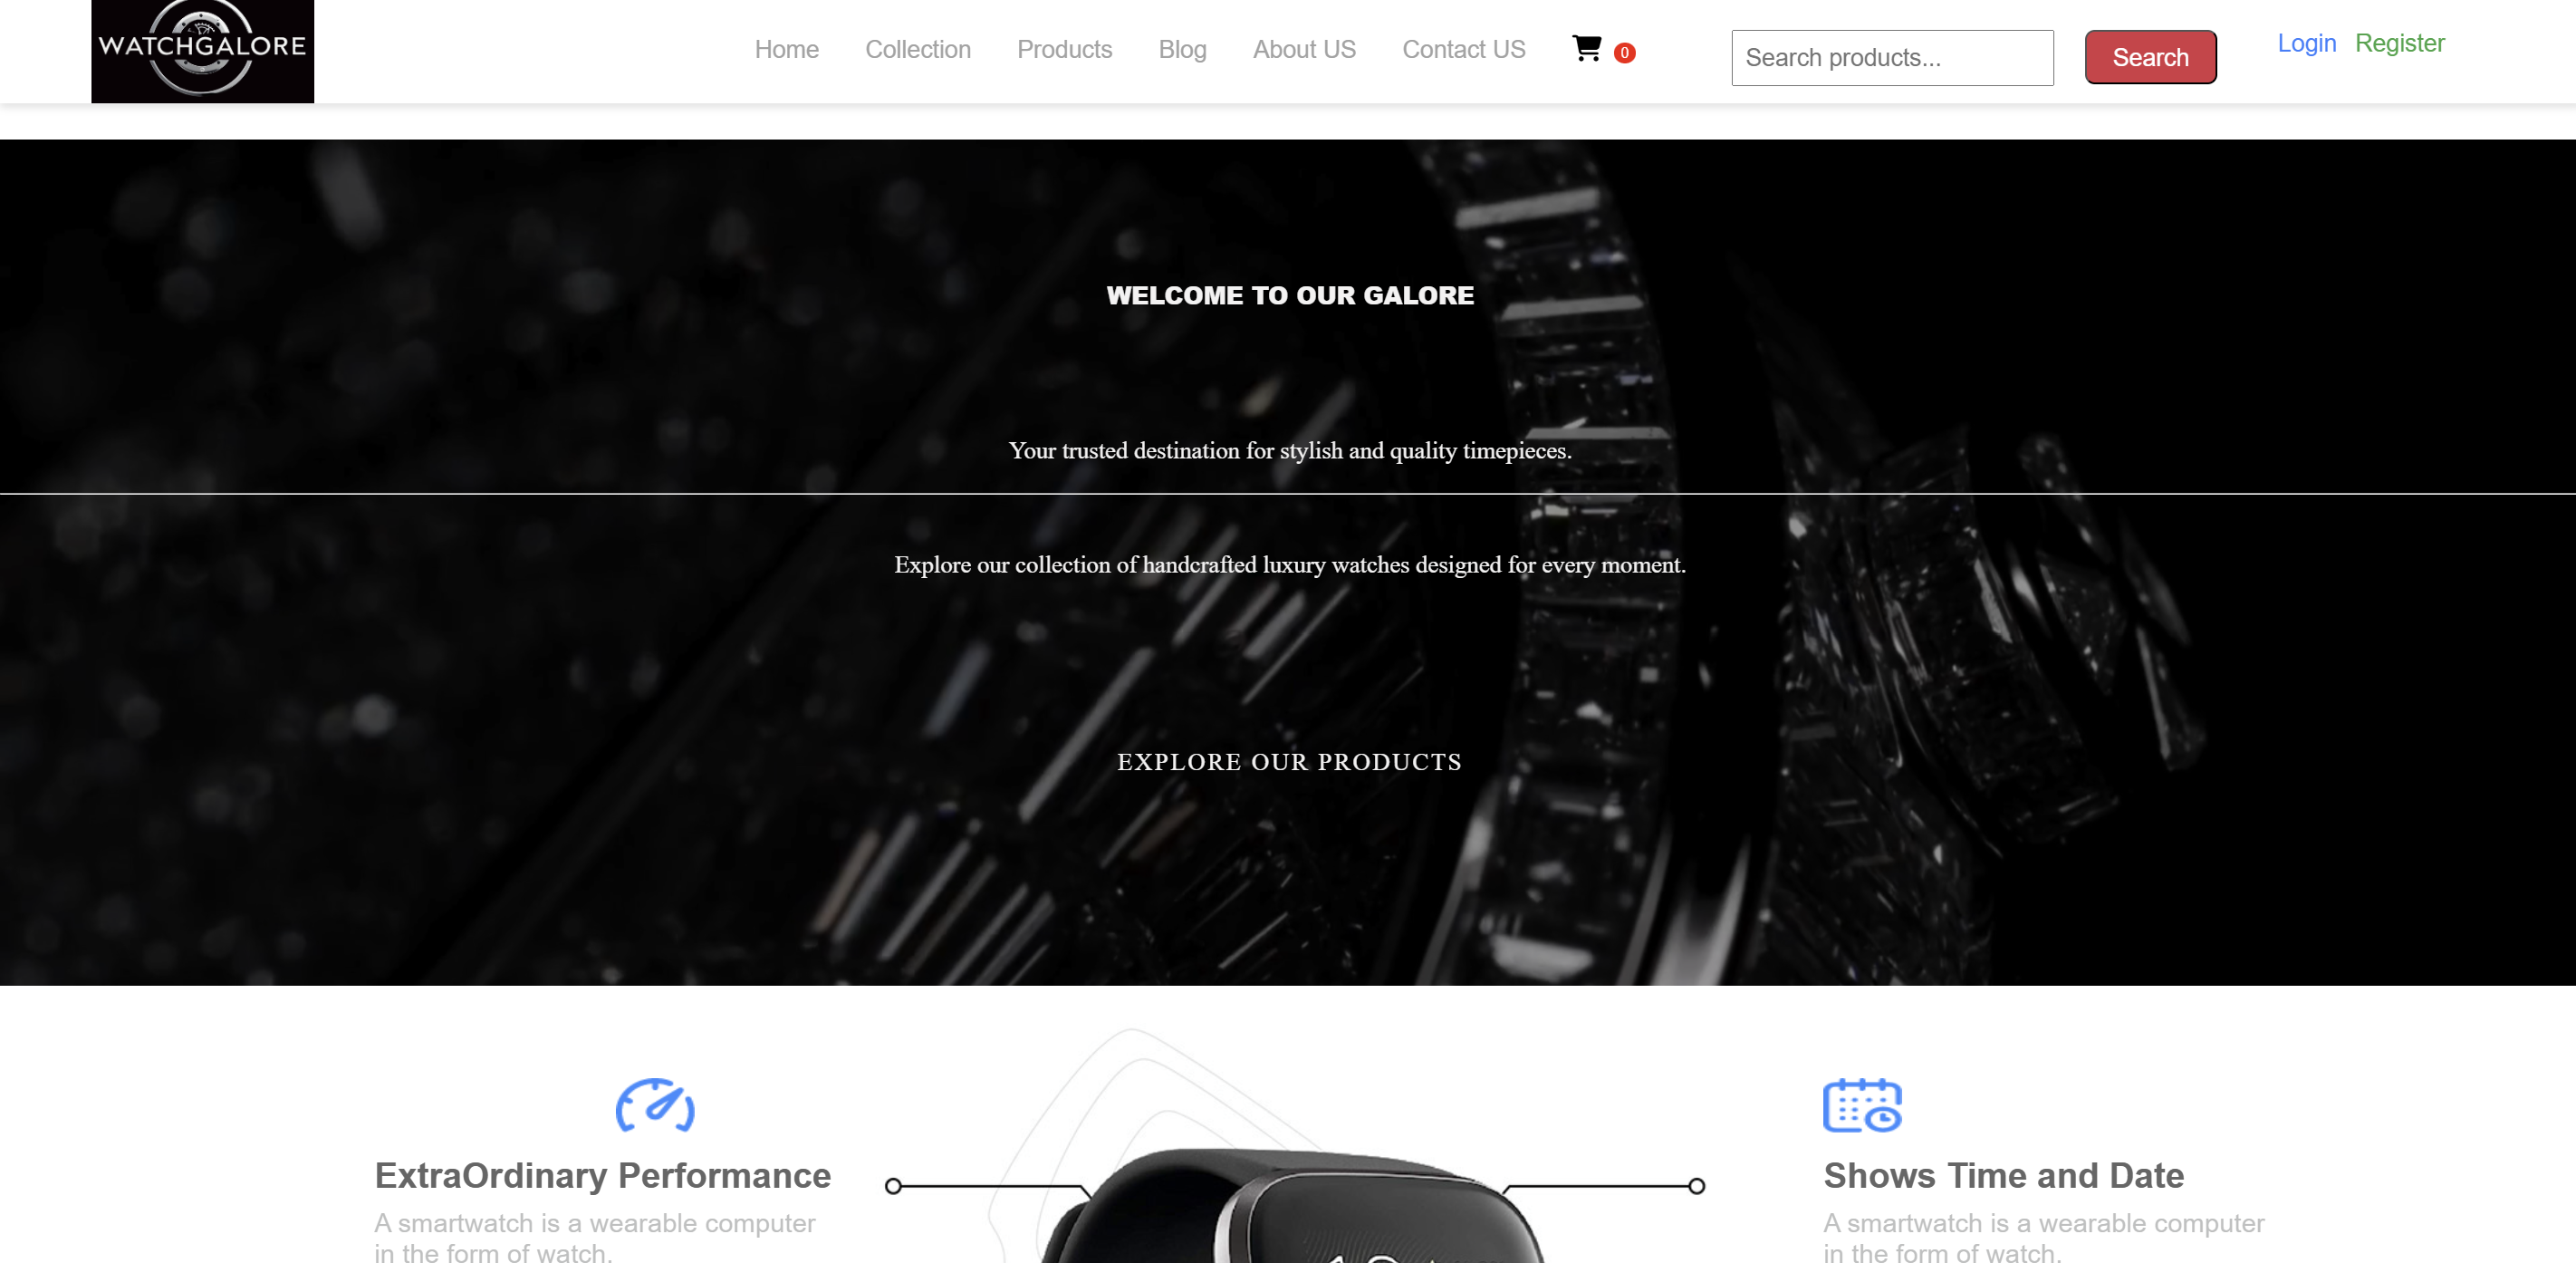 WATCHGALORE
Home Collection Products Blog About US Contact US 0 Search products... Search Login Register
WELCOME TO OUR GALORE
Your trusted destination for stylish and quality timepieces.
Explore our collection of handcrafted luxury watches designed for every moment.
EXPLORE OUR PRODUCTS
ExtraOrdinary Performance
A smartwatch is a wearable computer
in the form of watch.
Shows Time and Date
A smartwatch is a wearable computer
in the form of watch.